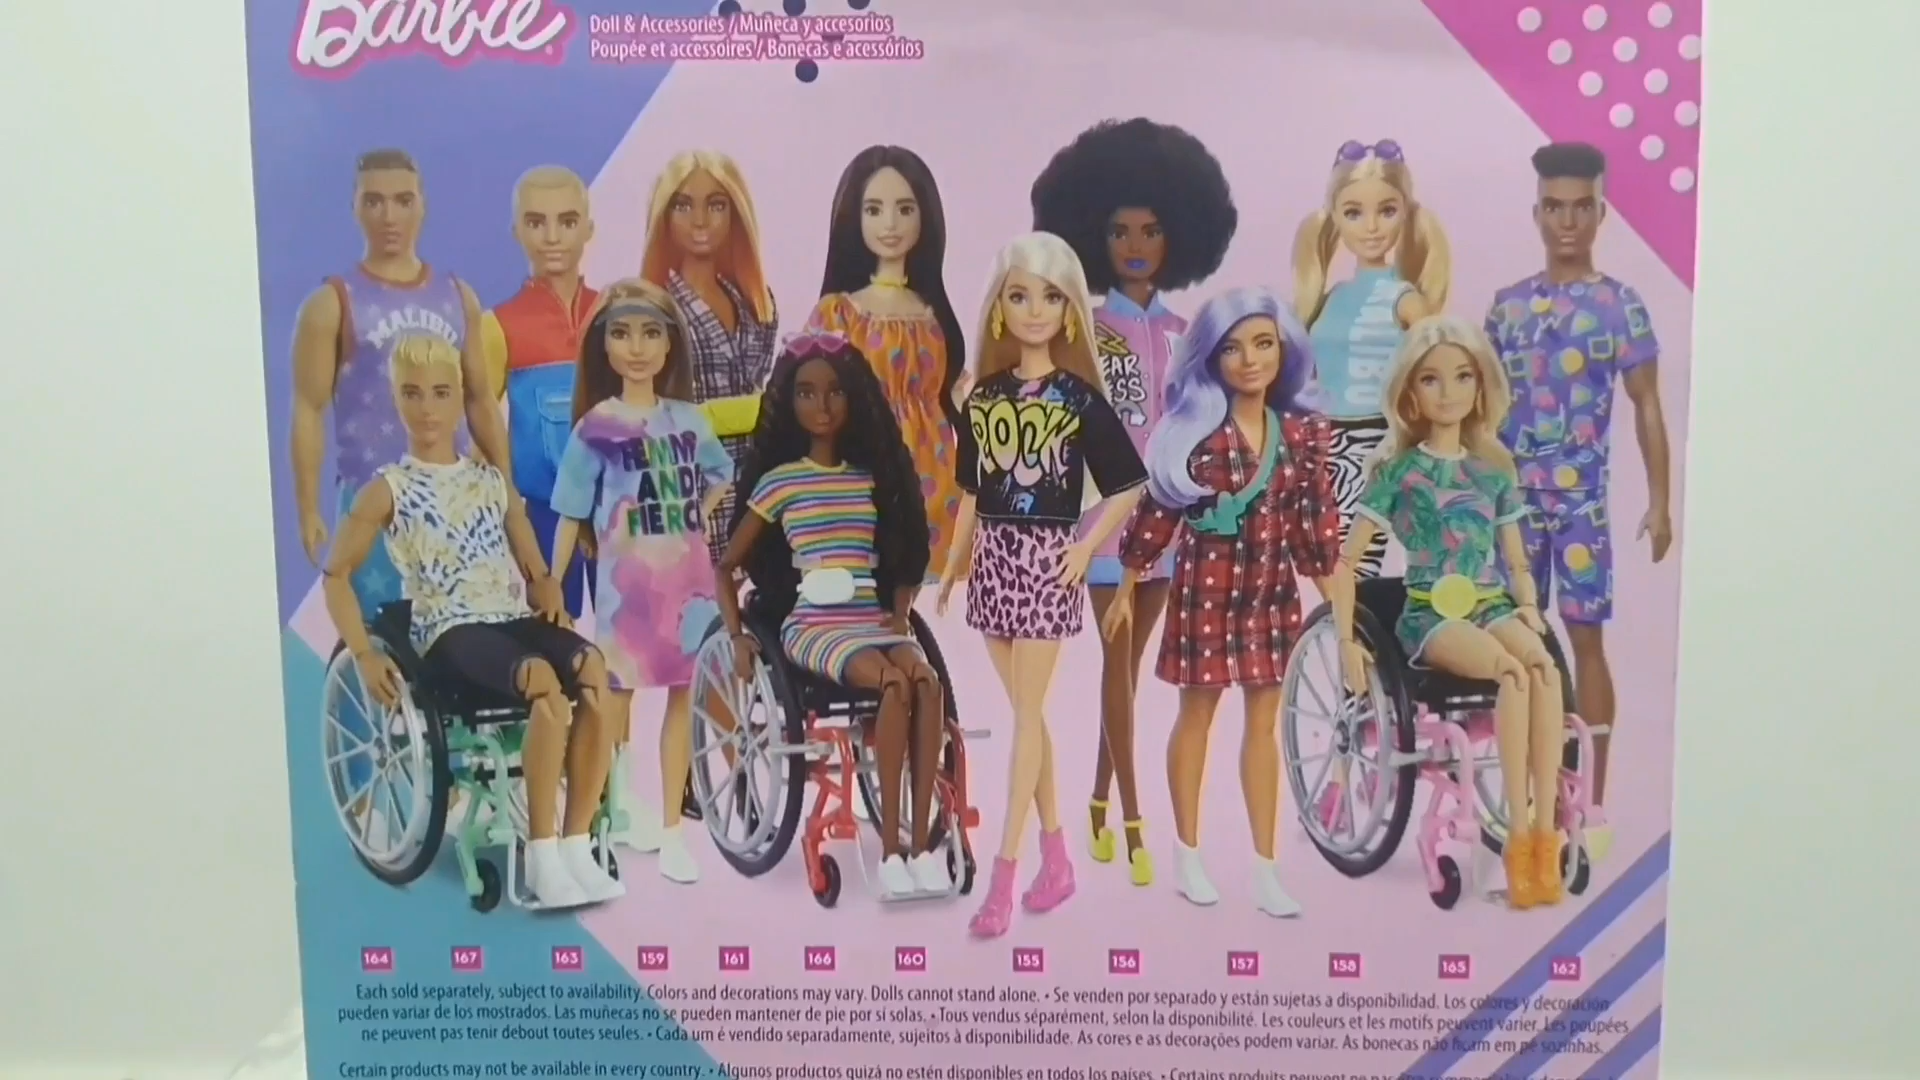 Barbie
Doll & Accessories / Muñeca y accesorios
Poupée et accessoires / Bonecas e acessórios
MALIBU
FEMME
AND
FIERCE
ROCK
MALIBU
164 167 163 159 161 166 160 155 156 157 158 165 162
Each sold separately, subject to availability. Colors and decorations may vary. Dolls cannot stand alone. • Se venden por separado y están sujetas a disponibilidad. Los colores y decoración
pueden variar de los mostrados. Las muñecas no se pueden mantener de pie por sí solas. • Tous vendus séparément, selon la disponibilité. Les couleurs et les motifs peuvent varier. Les poupées
ne peuvent pas tenir debout toutes seules. • Cada um é vendido separadamente, sujeitos à disponibilidade. As cores e as decorações podem variar. As bonecas não ficam em pé sozinhas.
Certain products may not be available in every country. • Algunos productos quizá no estén disponibles en todos los países. • Certains produits peuvent ne pas